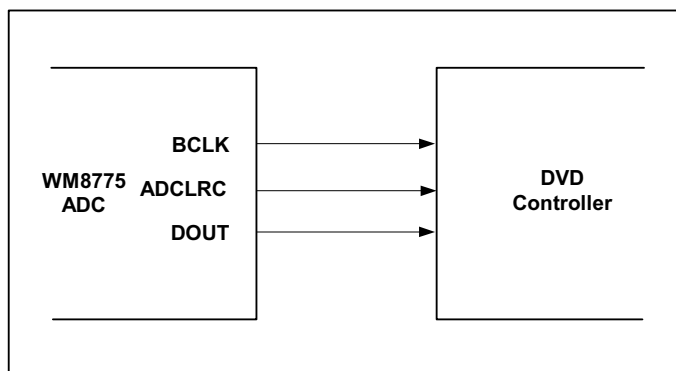 BCLK
WM8775
ADC
ADCLRC
DOUT
DVD
Controller